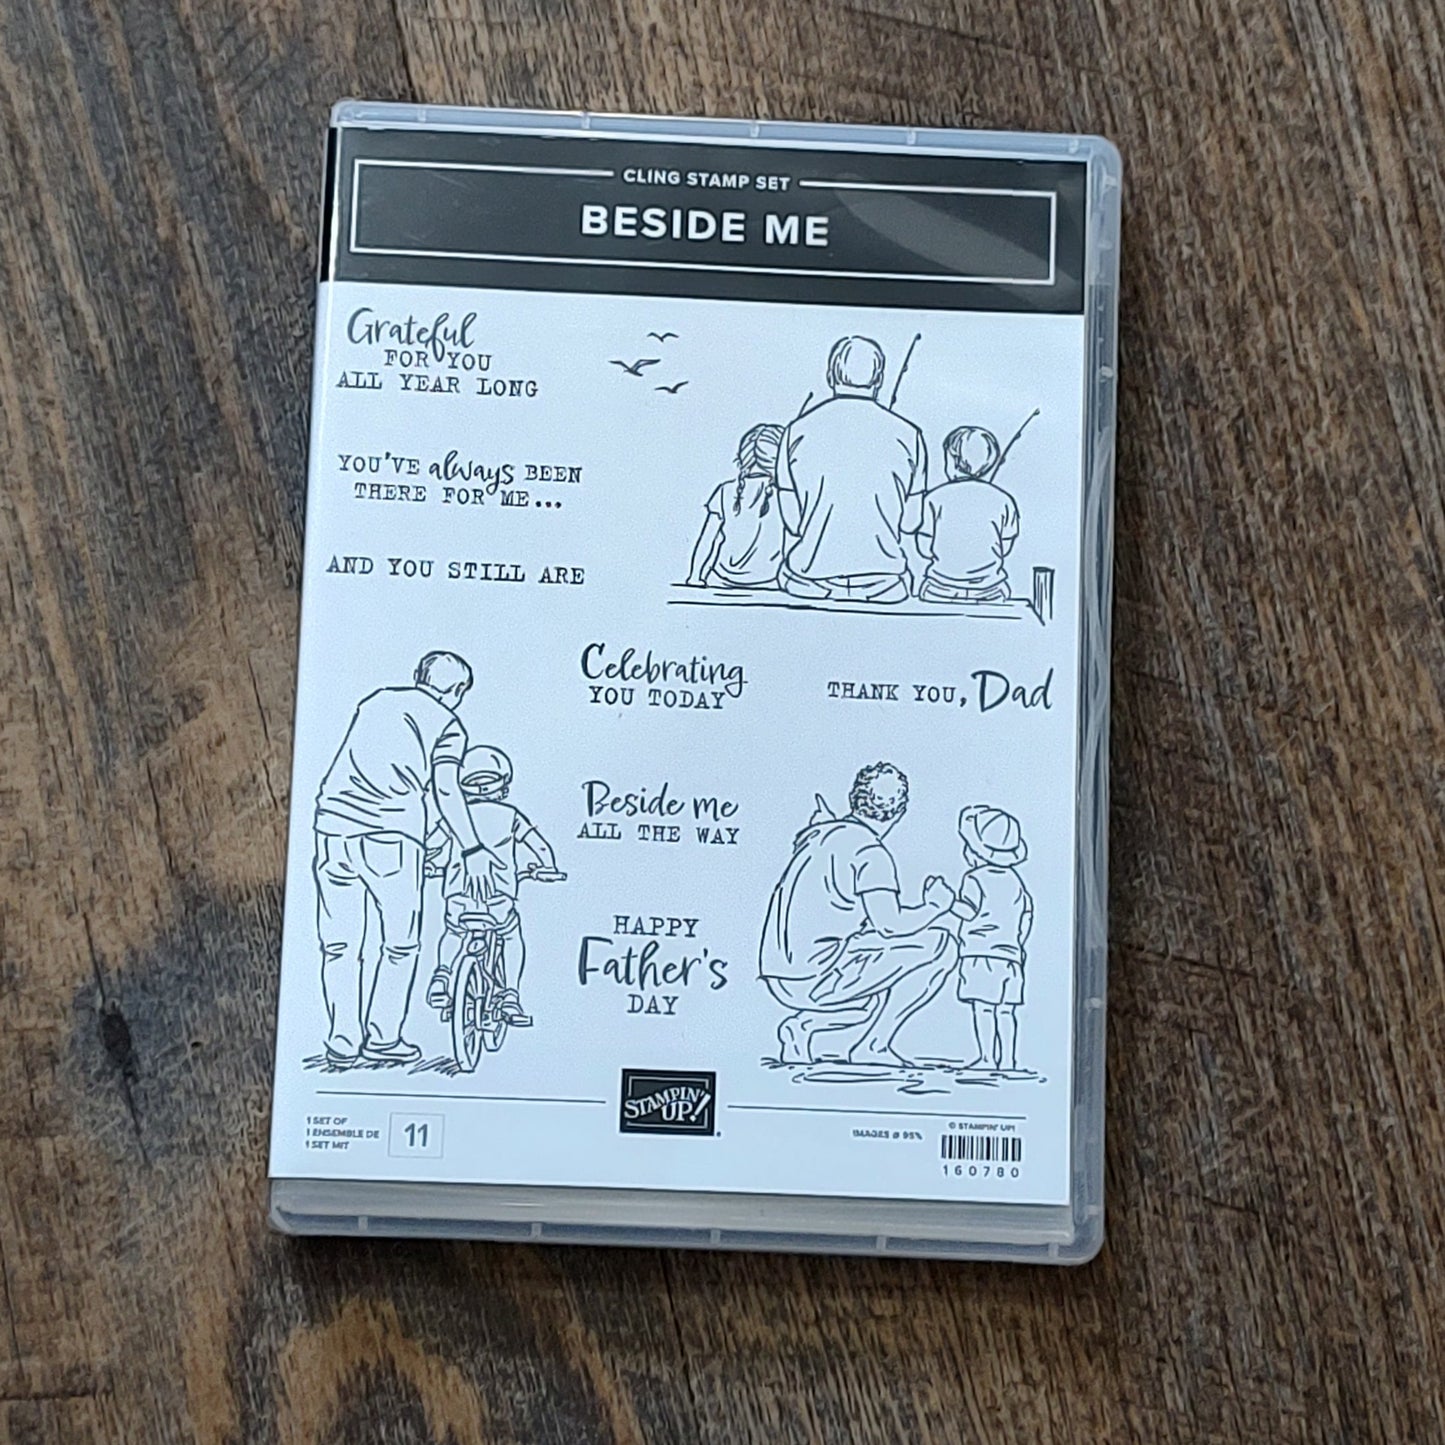 CLING STAMP SET
BESIDE ME
Grateful
FOR YOU
ALL YEAR LONG
YOU'VE always BEEN
THERE FOR ME...
AND YOU STILL ARE
Celebrating
YOU TODAY
THANK YOU, Dad
Beside me
ALL THE WAY
HAPPY
Father's
DAY
STAMPIN'
UP!
1 SET OF
1 ENSEMBLE DE
1 SET MIT
11
IMAGES @ 95%
© STAMPIN' UP!
160780